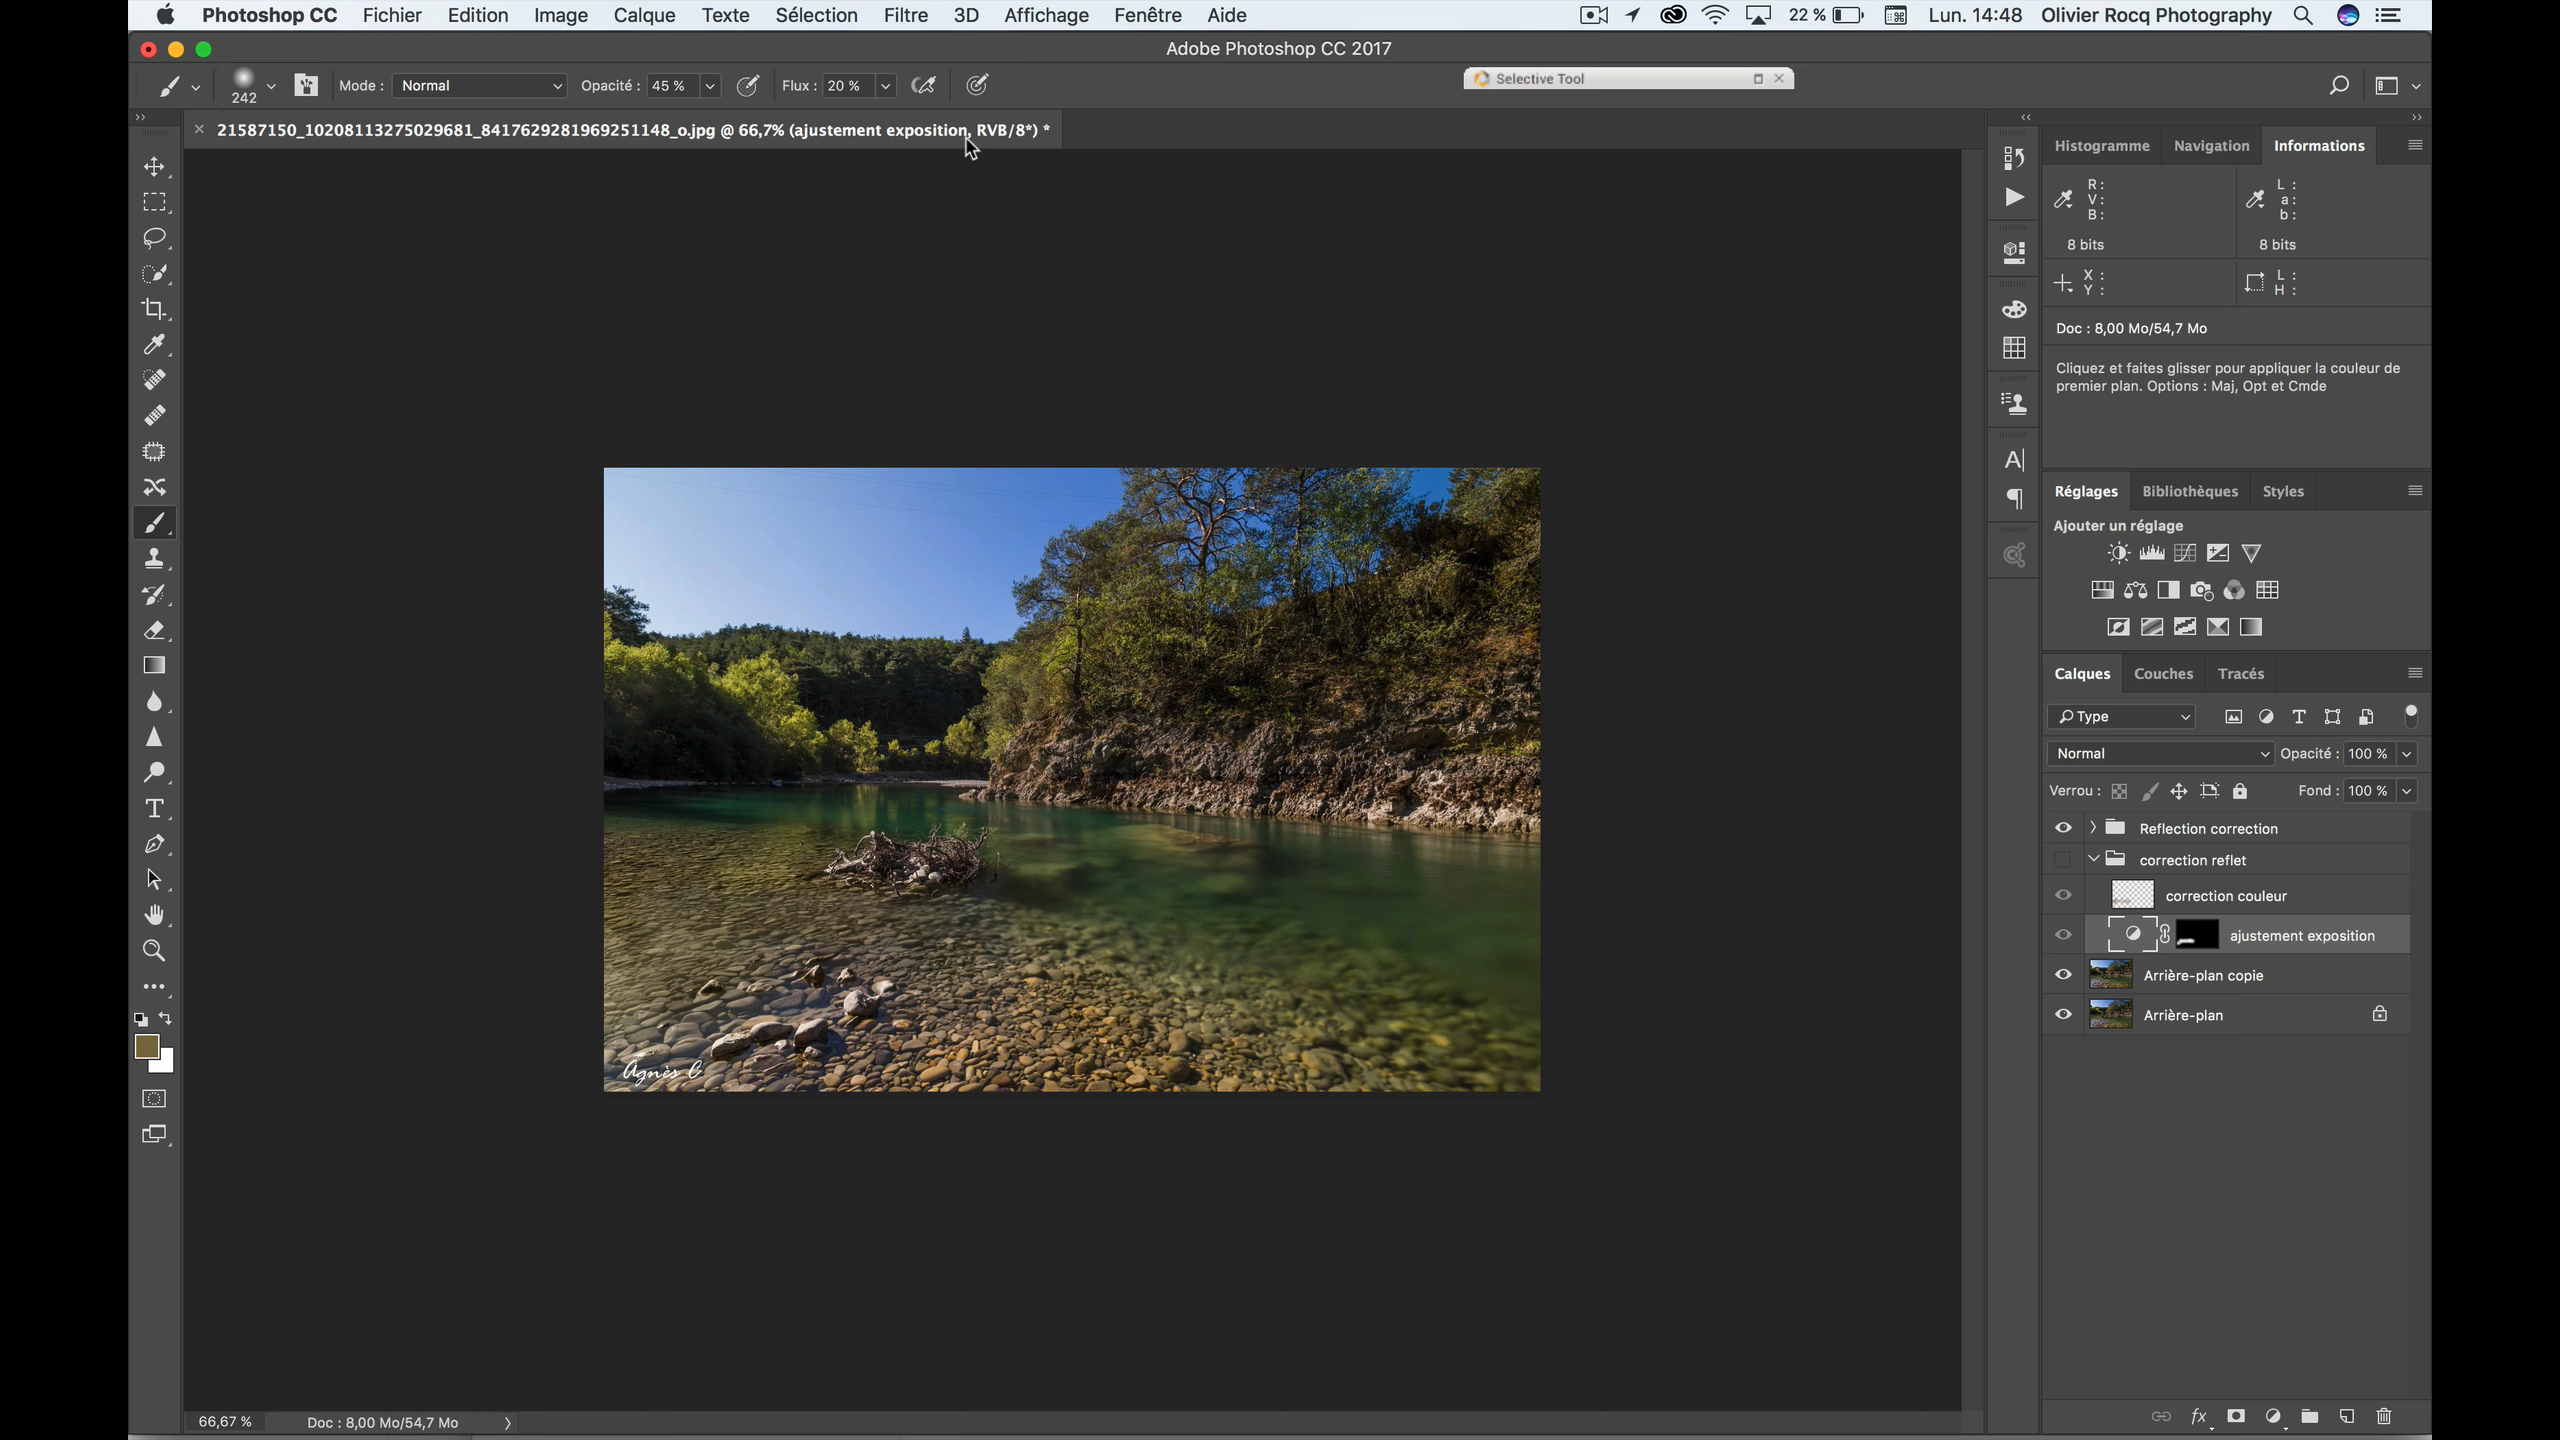 Photoshop CC Fichier Edition Image Calque Texte Sélection Filtre 3D Affichage Fenêtre Aide 22 % Lun. 14:48 Olivier Rocq Photography
Adobe Photoshop CC 2017
242 Mode : Normal Opacité : 45 % Flux : 20 %
Selective Tool
21587150_10208113275029681_8417629281969251148_o.jpg @ 66,7% (ajustement exposition, RVB/8*) *
Histogramme Navigation Informations
R : L :
V : a :
B : b :
8 bits 8 bits
X : L :
Y : H :
Doc : 8,00 Mo/54,7 Mo
Cliquez et faites glisser pour appliquer la couleur de
premier plan. Options : Maj, Opt et Cmde
Réglages Bibliothèques Styles
Ajouter un réglage
Calques Couches Tracés
Type
Normal Opacité : 100 %
Verrou : Fond : 100 %
Reflection correction
correction reflet
correction couleur
ajustement exposition
Arrière-plan copie
Arrière-plan
Agnès C
66,67 % Doc : 8,00 Mo/54,7 Mo
fx